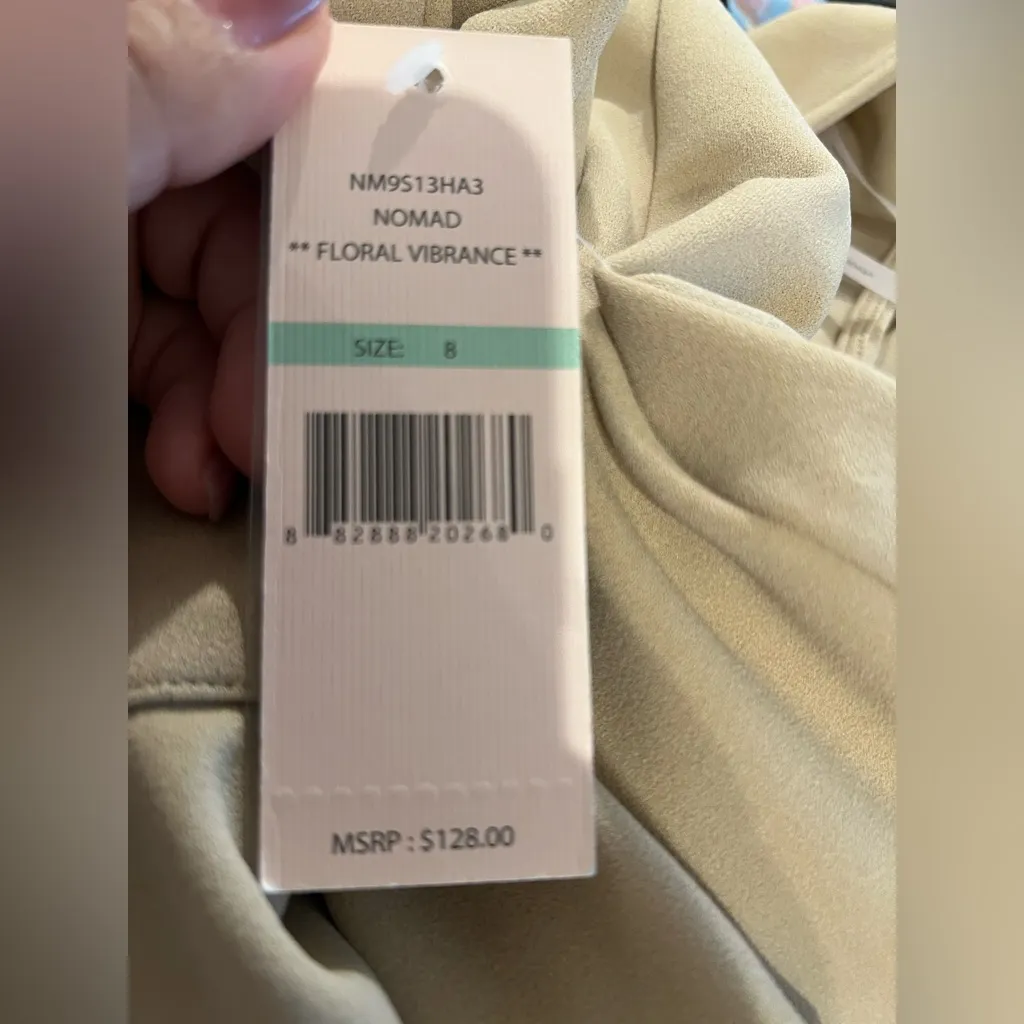 NM9S13HA3
NOMAD
** FLORAL VIBRANCE **
SIZE: 8
8 82888 20268 0
MSRP : $128.00